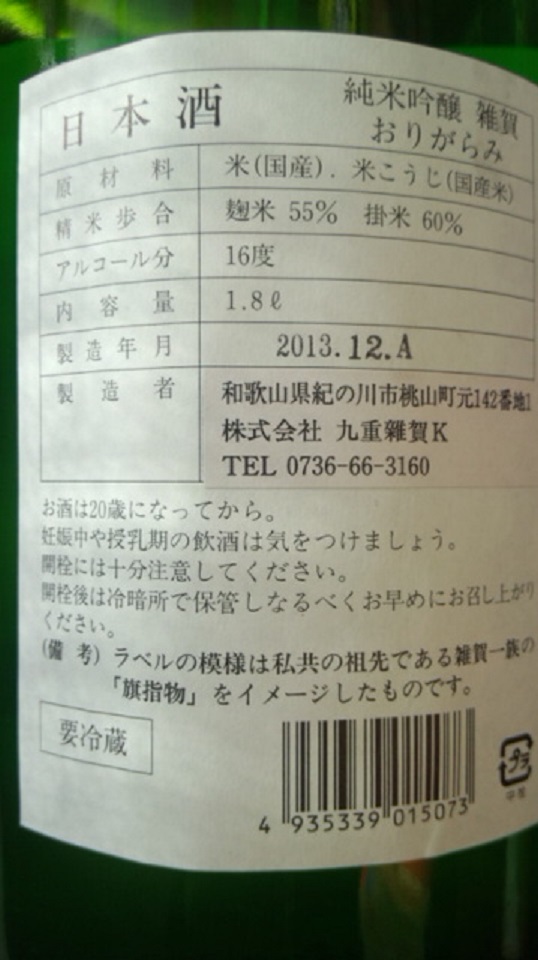 日本酒 純米吟醸 雑賀
おりがらみ
原材料 米(国産). 米こうじ(国産米)
精米歩合 麹米 55% 掛米 60%
アルコール分 16度
内容量 1.8ℓ
製造年月 2013.12.A
製造者 和歌山県紀の川市桃山町元142番地1
株式会社 九重雜賀K
TEL 0736-66-3160
お酒は20歳になってから。
妊娠中や授乳期の飲酒は気をつけましょう。
開栓には十分注意してください。
開栓後は冷暗所で保管しなるべくお早めにお召し上がり
ください。
(備考) ラベルの模様は私共の祖先である雑賀一族の
「旗指物」をイメージしたものです。
要冷蔵
4 935339 015073
プラ